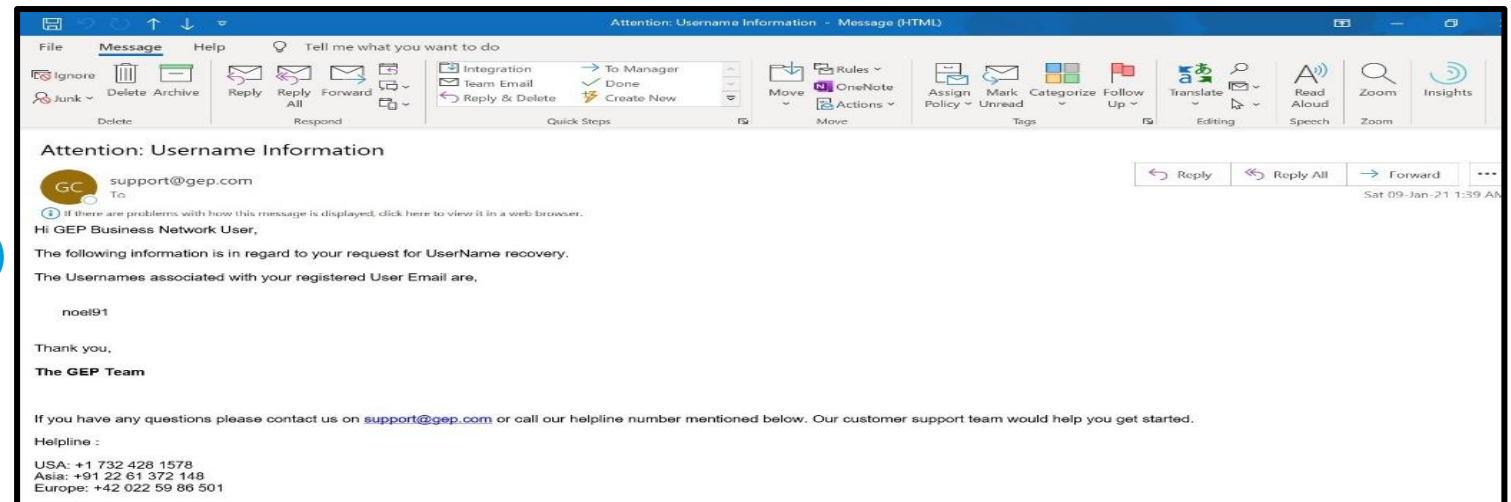 Attention: Username Information - Message (HTML)
File Message Help Tell me what you want to do
Ignore
Junk
Delete
Archive
Reply
Reply All
Forward
Integration
Team Email
Reply & Delete
To Manager
Done
Create New
Move
Rules
OneNote
Actions
Assign Policy
Mark Unread
Categorize
Follow Up
Translate
Read Aloud
Zoom
Insights
Delete Respond Quick Steps Move Tags Editing Speech Zoom
Attention: Username Information
GC
support@gep.com
To
Reply Reply All Forward
Sat 09-Jan-21 1:39 AM
If there are problems with how this message is displayed, click here to view it in a web browser.
Hi GEP Business Network User,
The following information is in regard to your request for UserName recovery.
The Usernames associated with your registered User Email are,
noel91
Thank you,
The GEP Team
If you have any questions please contact us on support@gep.com or call our helpline number mentioned below. Our customer support team would help you get started.
Helpline :
USA: +1 732 428 1578
Asia: +91 22 61 372 148
Europe: +42 022 59 86 501